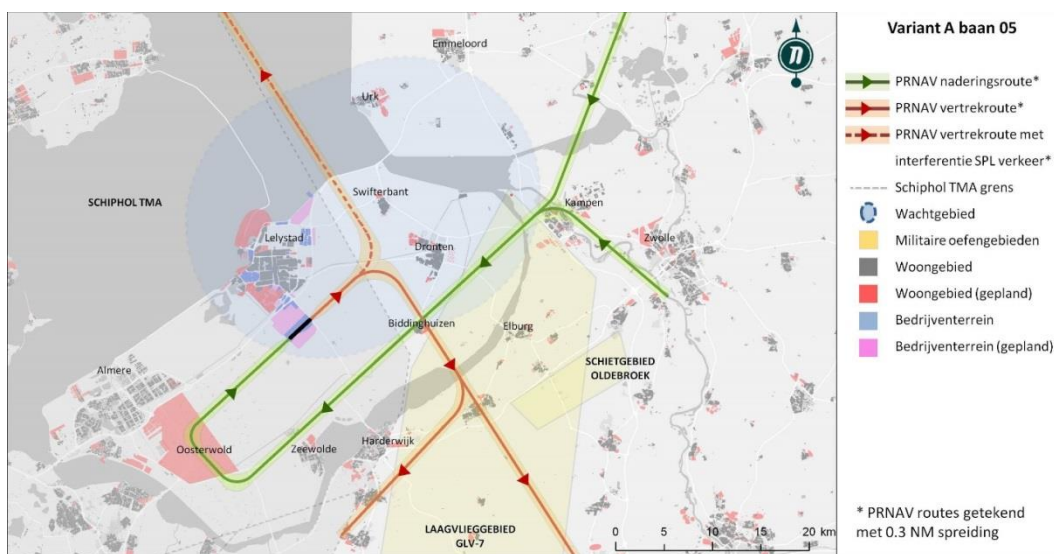 Variant A baan 05
N
PRNAV naderingsroute*
PRNAV vertrekroute*
PRNAV vertrekroute met
interferentie SPL verkeer*
Schiphol TMA grens
Wachtgebied
Militaire oefengebieden
Woongebied
Woongebied (gepland)
Bedrijventerrein
Bedrijventerrein (gepland)
* PRNAV routes getekend
met 0.3 NM spreiding
Emmeloord
Urk
SCHIPHOL TMA
Swifterbant
Kampen
Lelystad
Dronten
Zwolle
Biddinghuizen
Elburg
SCHIETGEBIED
OLDEBROEK
Almere
Oosterwold
Zeewolde
Harderwijk
LAAGVLIEGGEBIED
GLV-7
0 5 10 15 20 km